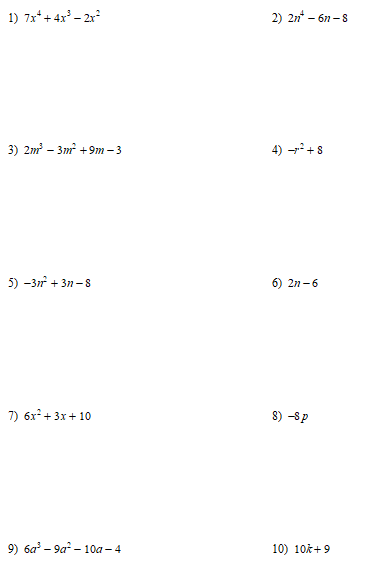 1) 7x⁴ + 4x³ − 2x²
2) 2n⁴ − 6n − 8
3) 2m³ − 3m² + 9m − 3
4) −r² + 8
5) −3n² + 3n − 8
6) 2n − 6
7) 6x² + 3x + 10
8) −8p
9) 6a³ − 9a² − 10a − 4
10) 10k + 9